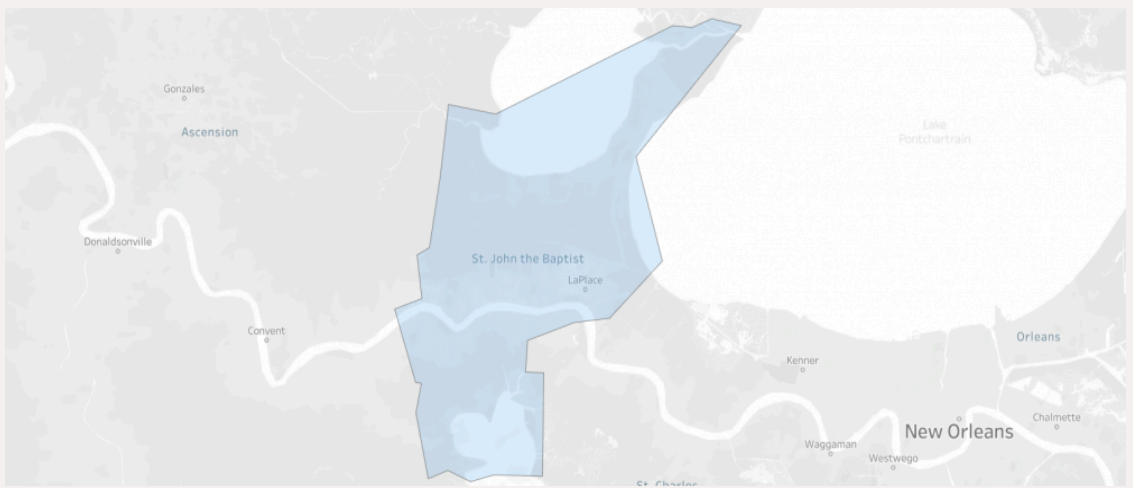 Gonzales
Ascension
Lake
Pontchartrain
Donaldsonville
St. John the Baptist
LaPlace
Convent
Orleans
Kenner
Chalmette
New Orleans
Waggaman
Westwego
St. Charles